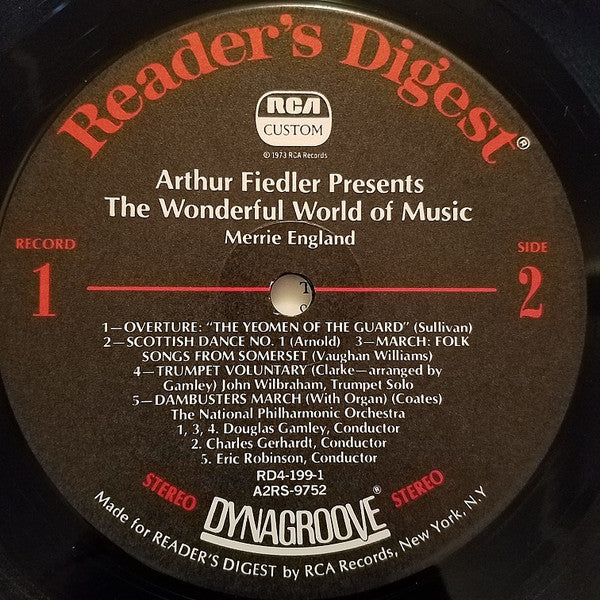 Reader's Digest®
RCA
CUSTOM
℗ 1973 RCA Records
Arthur Fiedler Presents
The Wonderful World of Music
Merrie England
RECORD
1
SIDE
2
1—OVERTURE: "THE YEOMEN OF THE GUARD" (Sullivan)
2—SCOTTISH DANCE NO. 1 (Arnold) 3—MARCH: FOLK
SONGS FROM SOMERSET (Vaughan Williams)
4—TRUMPET VOLUNTARY (Clarke—arranged by
Gamley) John Wilbraham, Trumpet Solo
5—DAMBUSTERS MARCH (With Organ) (Coates)
The National Philharmonic Orchestra
1, 3, 4. Douglas Gamley, Conductor
2. Charles Gerhardt, Conductor
5. Eric Robinson, Conductor
RD4-199-1
A2RS-9752
STEREO
DYNAGROOVE®
STEREO
Made for READER'S DIGEST by RCA Records, New York, N.Y